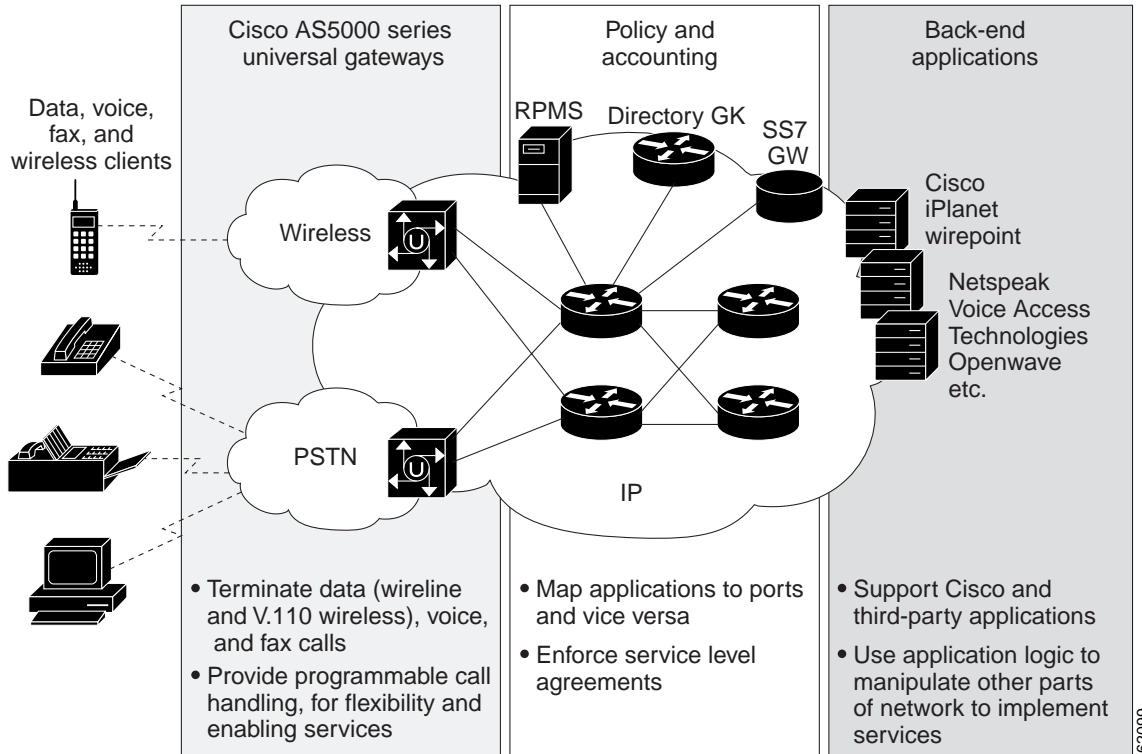 Cisco AS5000 series
universal gateways
Policy and
accounting
Back-end
applications
Data, voice,
fax, and
wireless clients
RPMS
Directory GK
SS7
GW
Cisco
iPlanet
wirepoint
Wireless
U
Netspeak
Voice Access
Technologies
Openwave
etc.
PSTN
U
IP
• Terminate data (wireline
and V.110 wireless), voice,
and fax calls
• Provide programmable call
handling, for flexibility and
enabling services
• Map applications to ports
and vice versa
• Enforce service level
agreements
• Support Cisco and
third-party applications
• Use application logic to
manipulate other parts
of network to implement
services